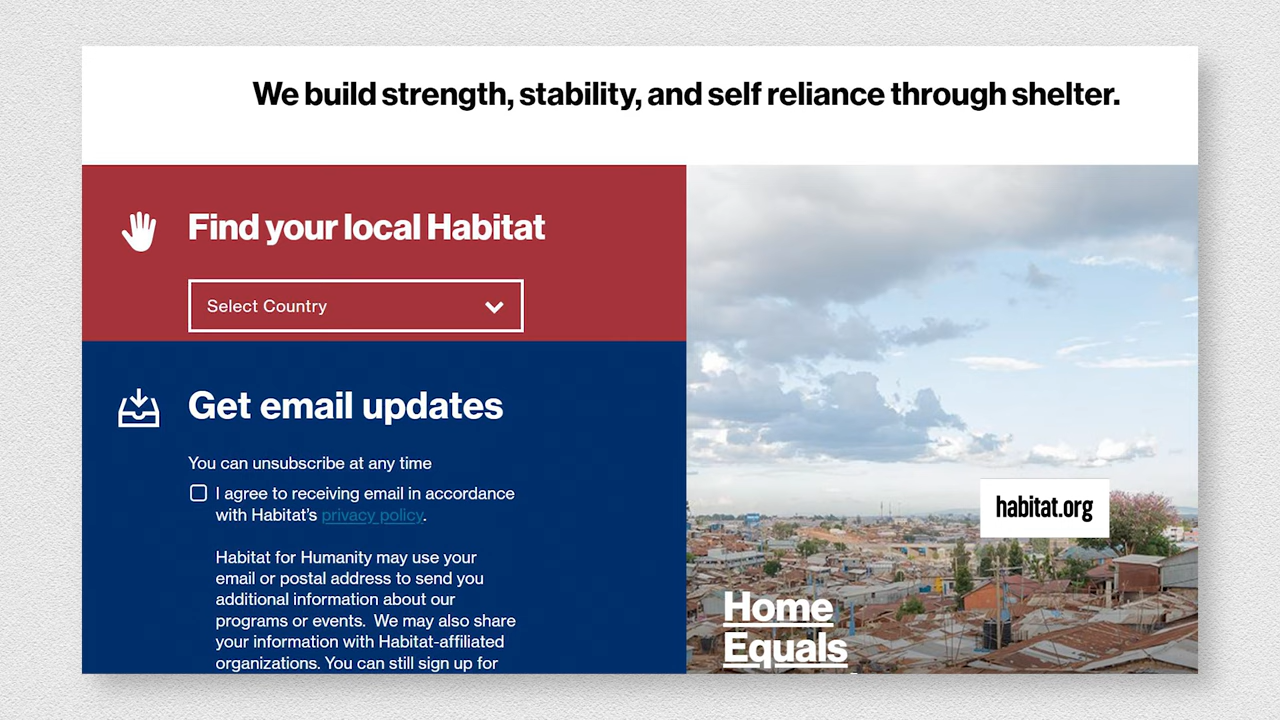 We build strength, stability, and self reliance through shelter.
Find your local Habitat
Select Country
Get email updates
You can unsubscribe at any time
I agree to receiving email in accordance
with Habitat's privacy policy.
Habitat for Humanity may use your
email or postal address to send you
additional information about our
programs or events.  We may also share
your information with Habitat-affiliated
organizations. You can still sign up for
habitat.org
Home
Equals